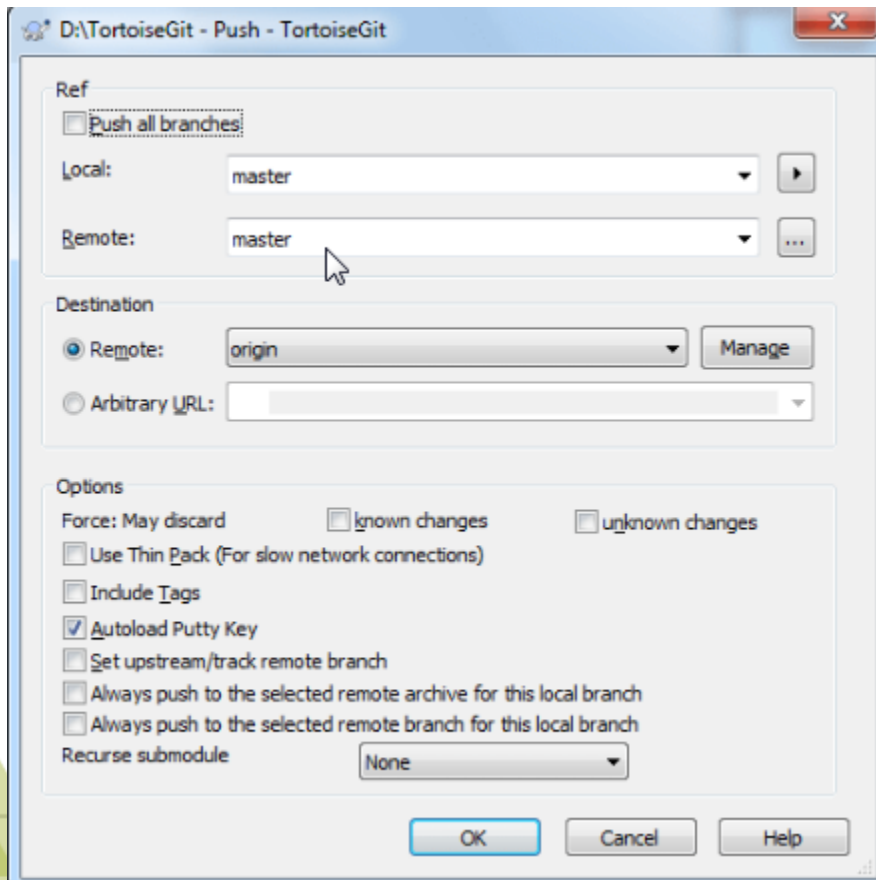 D:\TortoiseGit - Push - TortoiseGit
Ref
Push all branches
Local: master
Remote: master ...
Destination
Remote: origin Manage
Arbitrary URL:
Options
Force: May discard known changes unknown changes
Use Thin Pack (For slow network connections)
Include Tags
Autoload Putty Key
Set upstream/track remote branch
Always push to the selected remote archive for this local branch
Always push to the selected remote branch for this local branch
Recurse submodule None
OK Cancel Help